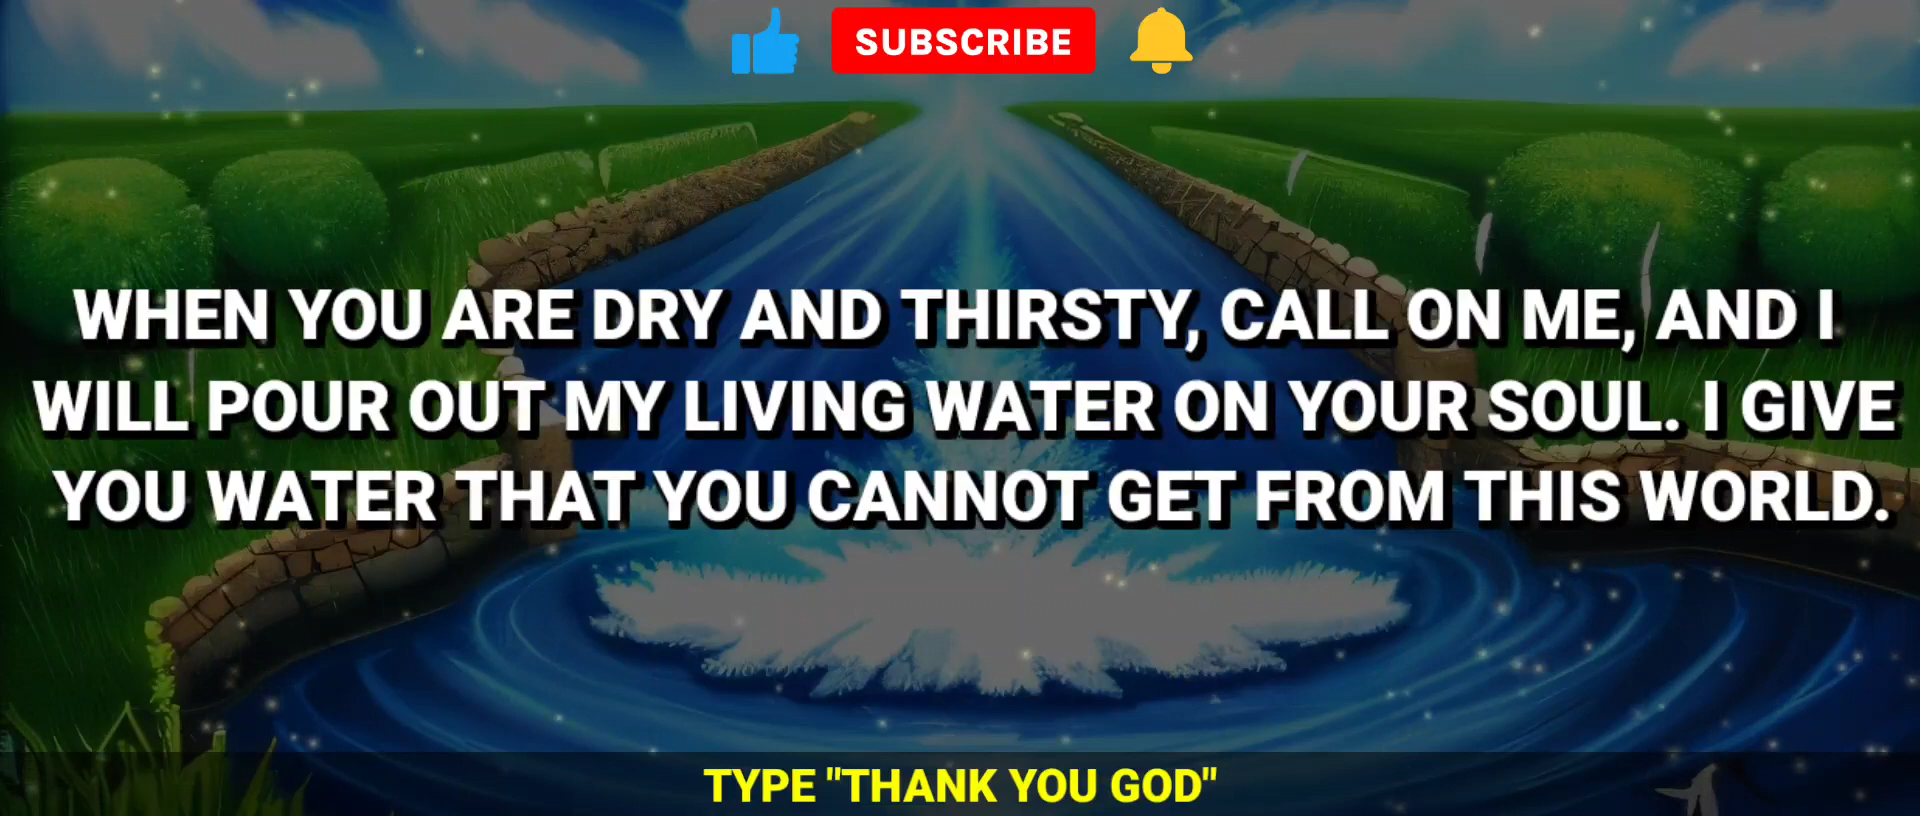 SUBSCRIBE
WHEN YOU ARE DRY AND THIRSTY, CALL ON ME, AND I
WILL POUR OUT MY LIVING WATER ON YOUR SOUL. I GIVE
YOU WATER THAT YOU CANNOT GET FROM THIS WORLD.
TYPE "THANK YOU GOD"